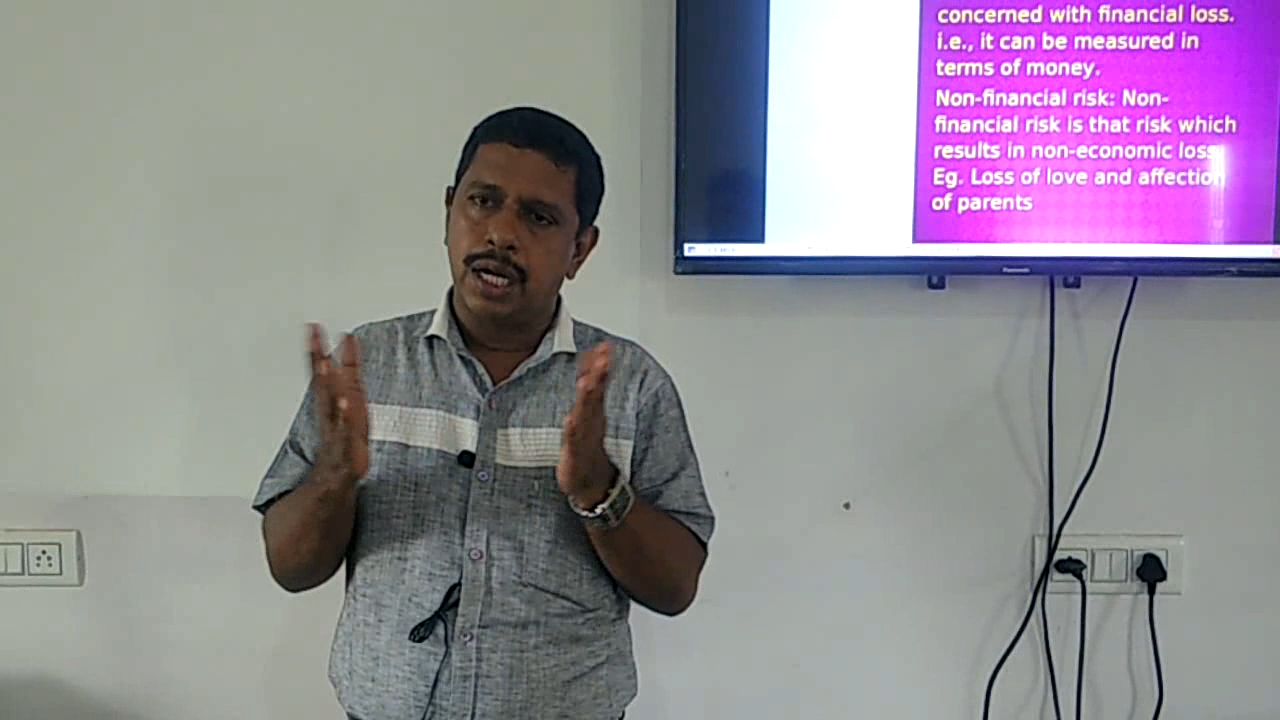 concerned with financial loss.
i.e., it can be measured in
terms of money.
Non-financial risk: Non-
financial risk is that risk which
results in non-economic loss
Eg. Loss of love and affection
of parents
Panasonic